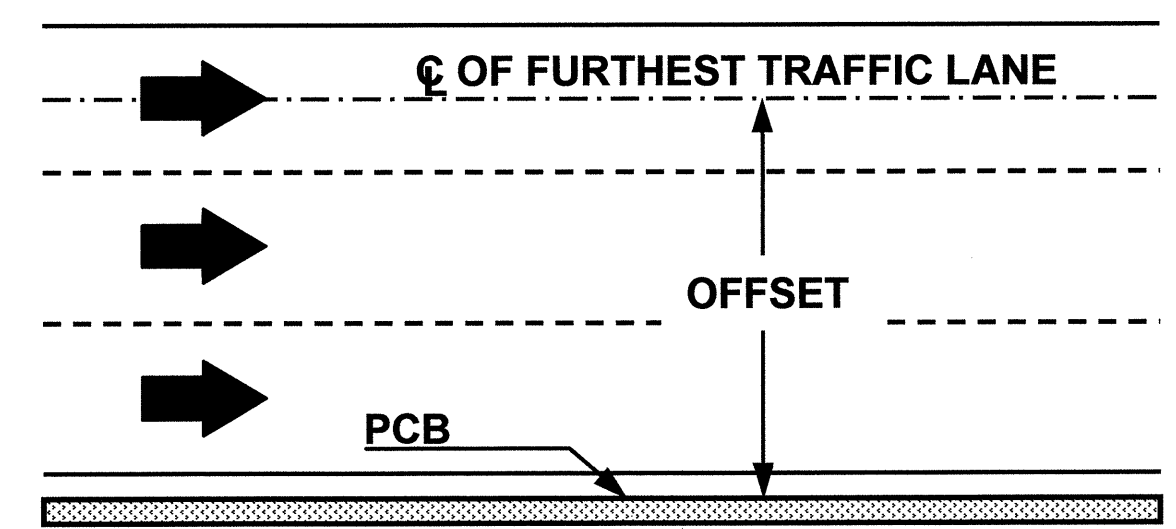 ℄ OF FURTHEST TRAFFIC LANE
OFFSET
PCB